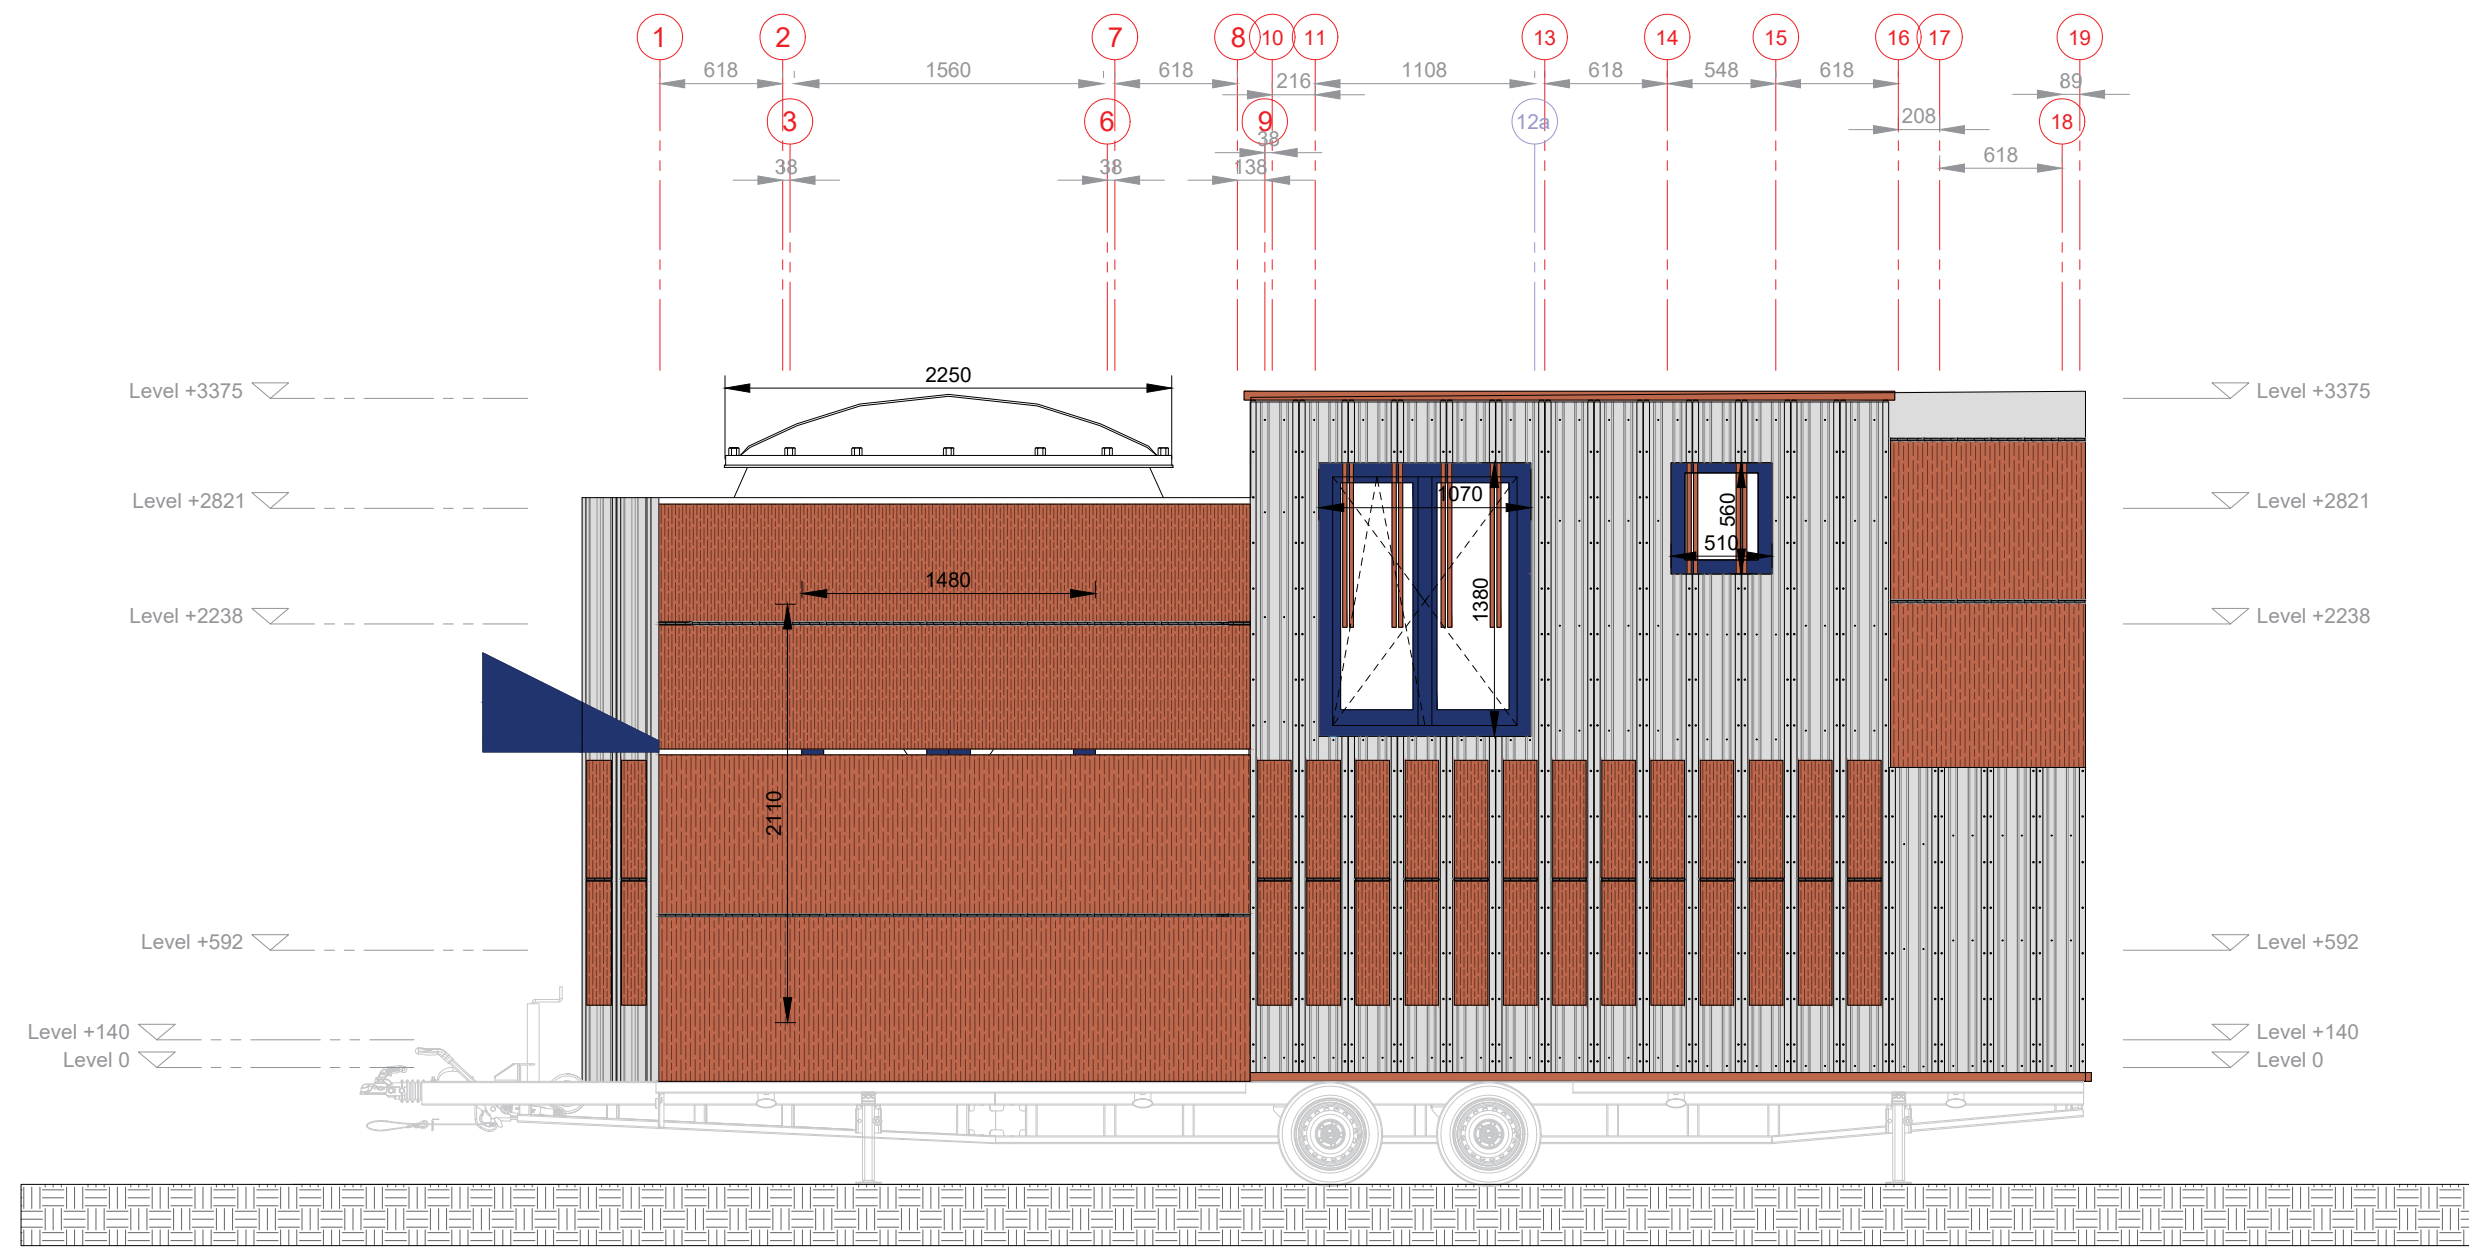 1 2 7 8 10 11 13 14 15 16 17 19
618 1560 618 1108 618 548 618
216 89
3 6 9 12a 18 208
38
618
38 38 138
Level +3375 2250 Level +3375
Level +2821 1070 560 Level +2821
510
1480 1380
Level +2238 Level +2238
2110
Level +592 Level +592
Level +140 Level +140
Level 0 Level 0